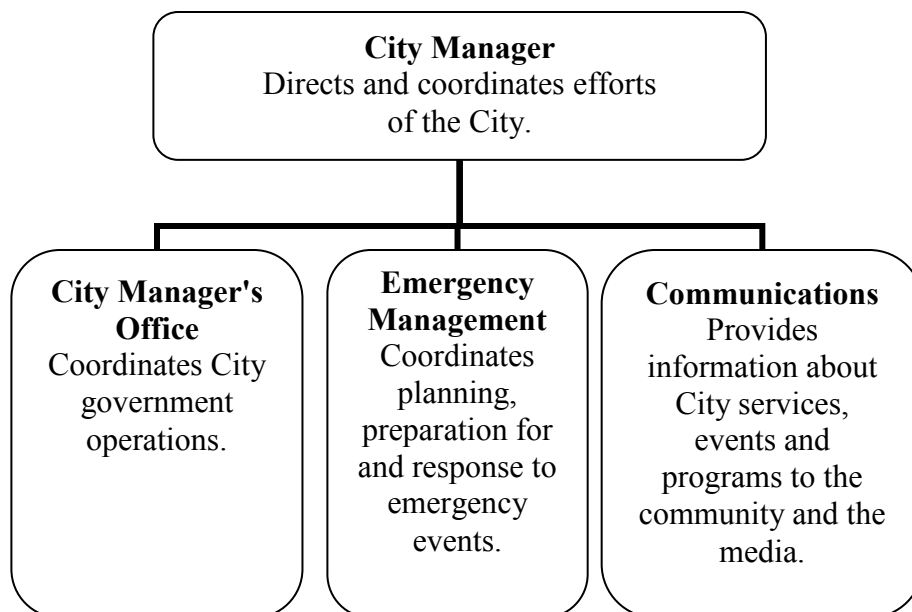 City Manager
Directs and coordinates efforts
of the City.
City Manager's
Office
Coordinates City
government
operations.
Emergency
Management
Coordinates
planning,
preparation for
and response to
emergency
events.
Communications
Provides
information about
City services,
events and
programs to the
community and the
media.